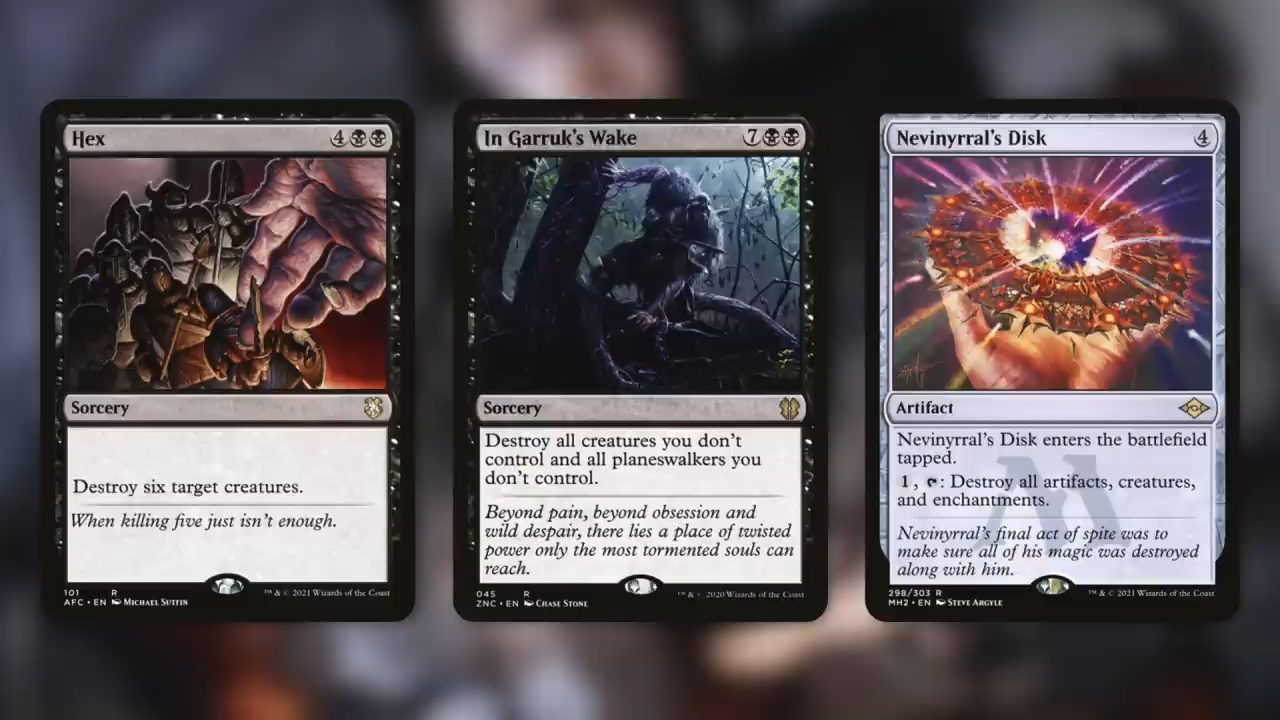 Hex 4
Sorcery
Destroy six target creatures.
When killing five just isn't enough.
101 R
AFC • EN Michael Sutfin
™ & © 2021 Wizards of the Coast
In Garruk's Wake 7
Sorcery
Destroy all creatures you don't
control and all planeswalkers you
don't control.
Beyond pain, beyond obsession and
wild despair, there lies a place of twisted
power only the most tormented souls can
reach.
045 R
ZNC • EN Chase Stone
™ & © 2020 Wizards of the Coast
Nevinyrral's Disk 4
Artifact
Nevinyrral's Disk enters the battlefield
tapped.
1, : Destroy all artifacts, creatures,
and enchantments.
Nevinyrral's final act of spite was to
make sure all of his magic was destroyed
along with him.
298/303 R
MH2 • EN Steve Argyle
™ & © 2021 Wizards of the Coast